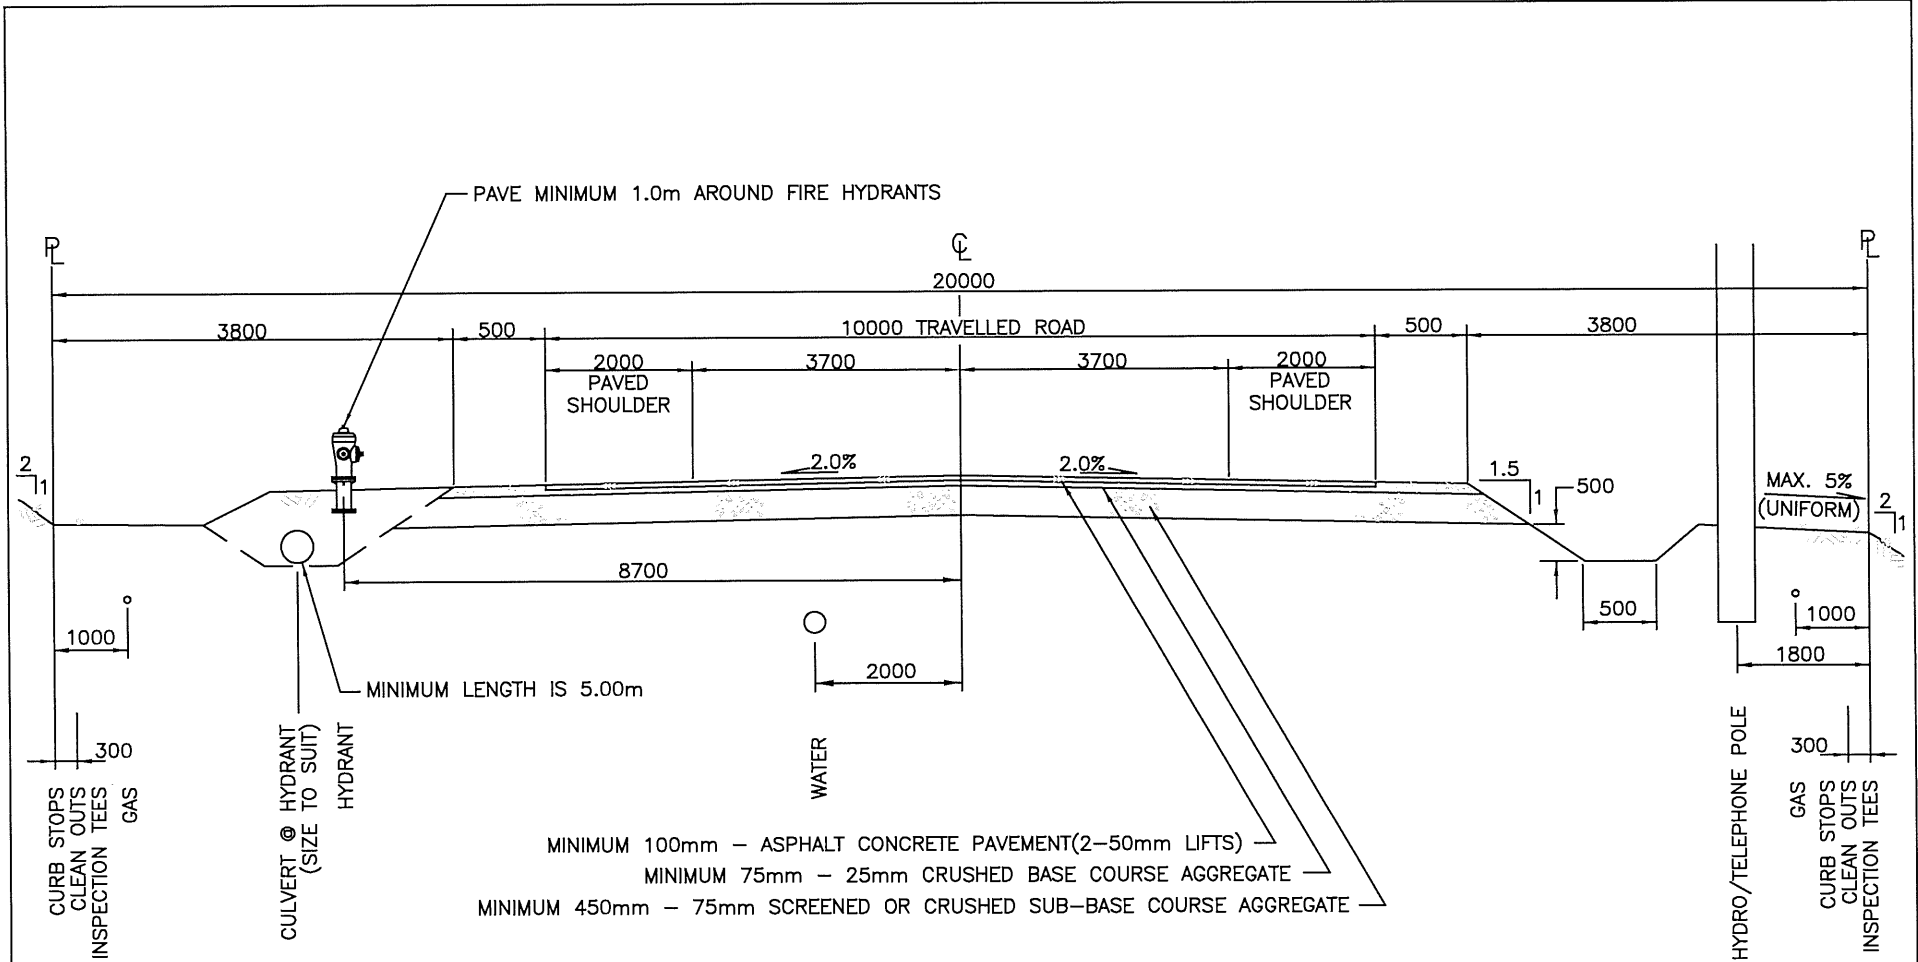 PAVE MINIMUM 1.0m AROUND FIRE HYDRANTS
PL
CL
PL
20000
3800
500
10000 TRAVELLED ROAD
500
3800
2000
PAVED
SHOULDER
3700
3700
2000
PAVED
SHOULDER
2
1
2.0%
2.0%
1.5
1
500
MAX. 5%
(UNIFORM)
2
1
8700
500
1000
1000
2000
1800
MINIMUM LENGTH IS 5.00m
300
300
CURB STOPS
CLEAN OUTS
INSPECTION TEES
GAS
CULVERT @ HYDRANT
(SIZE TO SUIT)
HYDRANT
WATER
HYDRO/TELEPHONE POLE
GAS
CURB STOPS
CLEAN OUTS
INSPECTION TEES
MINIMUM 100mm – ASPHALT CONCRETE PAVEMENT(2–50mm LIFTS)
MINIMUM 75mm – 25mm CRUSHED BASE COURSE AGGREGATE
MINIMUM 450mm – 75mm SCREENED OR CRUSHED SUB–BASE COURSE AGGREGATE